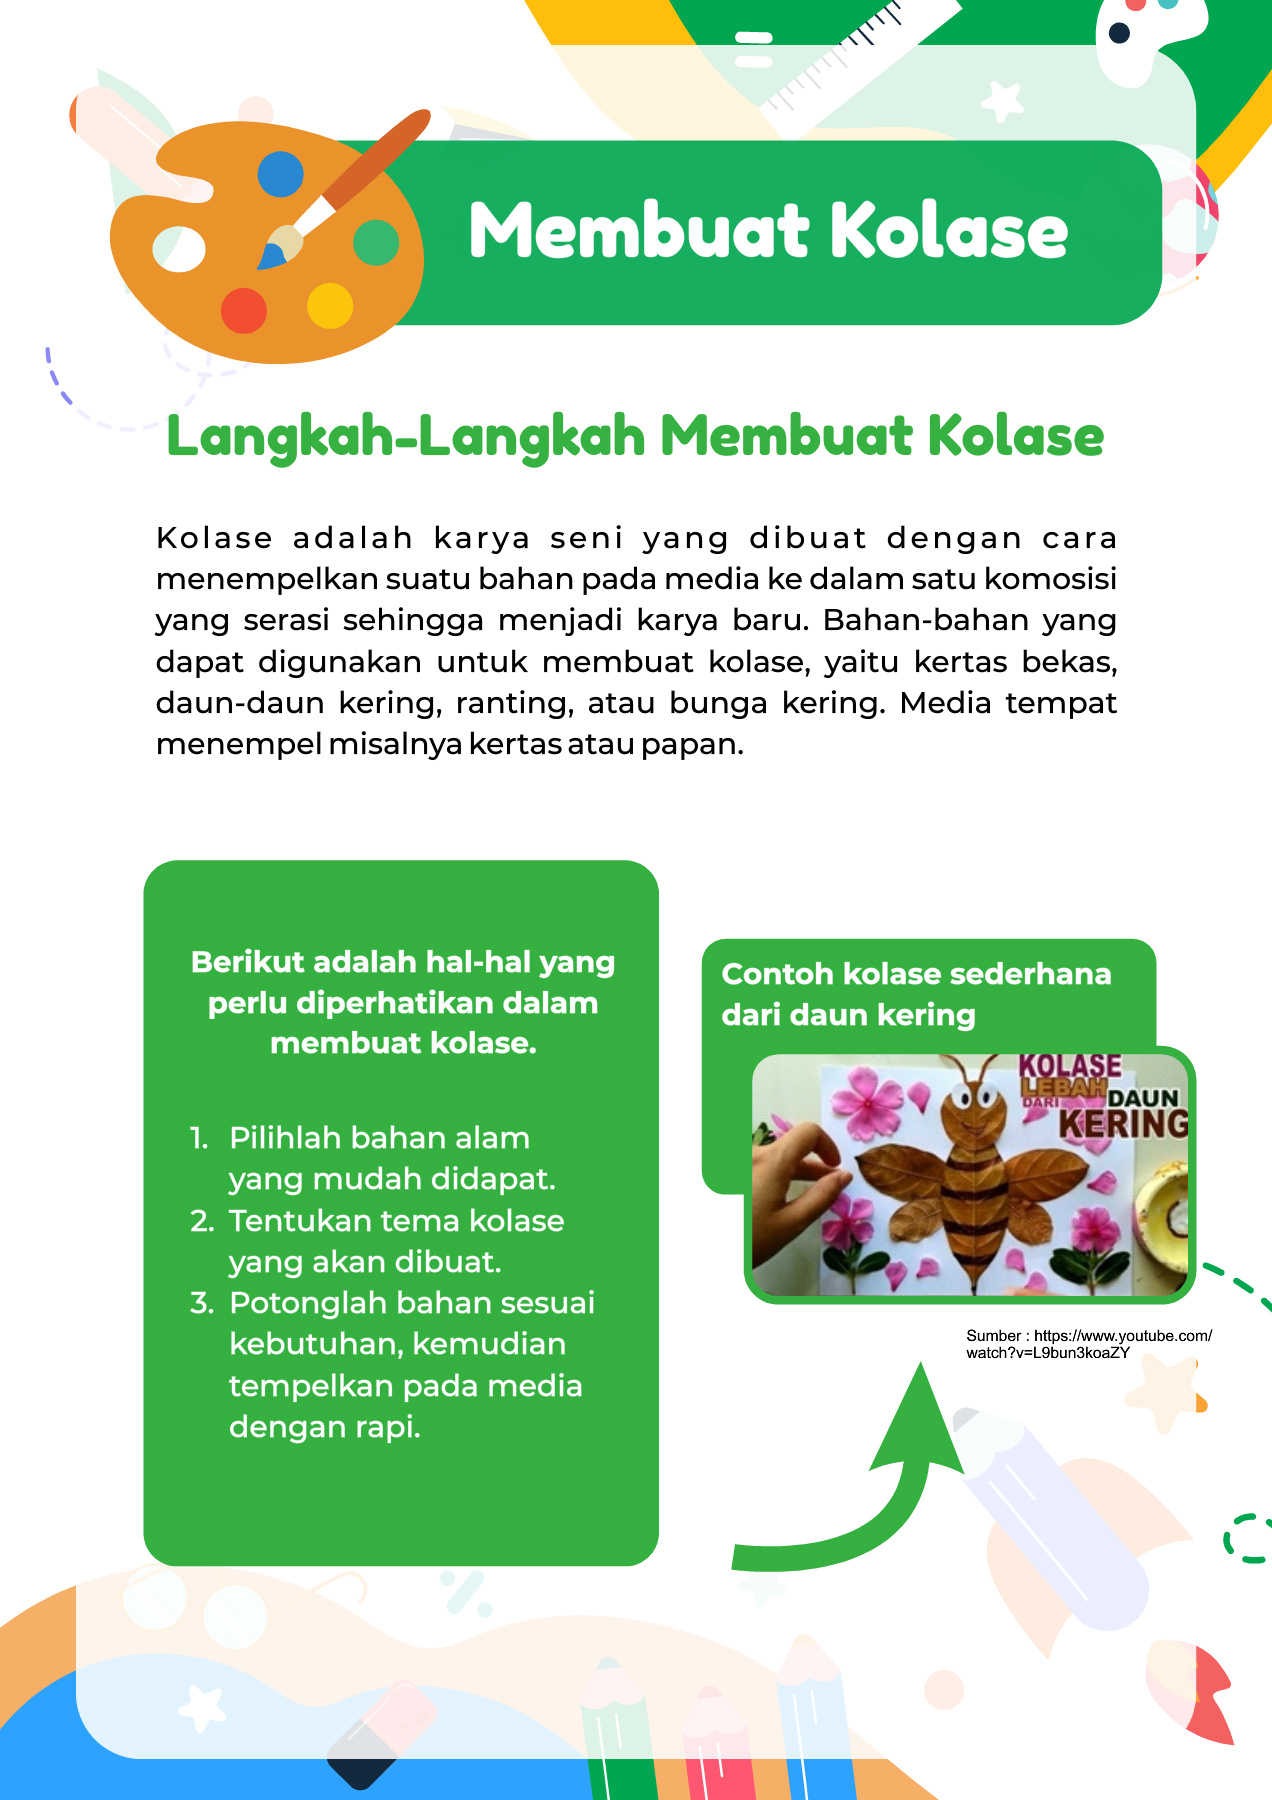 Membuat Kolase
Langkah-Langkah Membuat Kolase
Kolase adalah karya seni yang dibuat dengan cara
menempelkan suatu bahan pada media ke dalam satu komosisi
yang serasi sehingga menjadi karya baru. Bahan-bahan yang
dapat digunakan untuk membuat kolase, yaitu kertas bekas,
daun-daun kering, ranting, atau bunga kering. Media tempat
menempel misalnya kertas atau papan.
Berikut adalah hal-hal yang
perlu diperhatikan dalam
membuat kolase.
1. Pilihlah bahan alam
yang mudah didapat.
2. Tentukan tema kolase
yang akan dibuat.
3. Potonglah bahan sesuai
kebutuhan, kemudian
tempelkan pada media
dengan rapi.
Contoh kolase sederhana
dari daun kering
KOLASE
LEBAH
DARI DAUN
KERING
Sumber : https://www.youtube.com/
watch?v=L9bun3koaZY